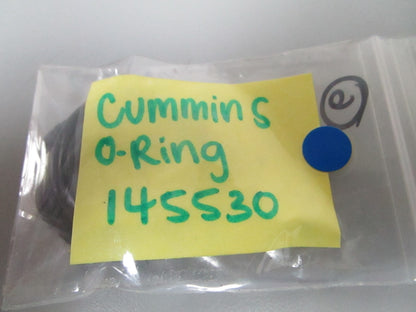 Cummins
O-Ring
145530
e